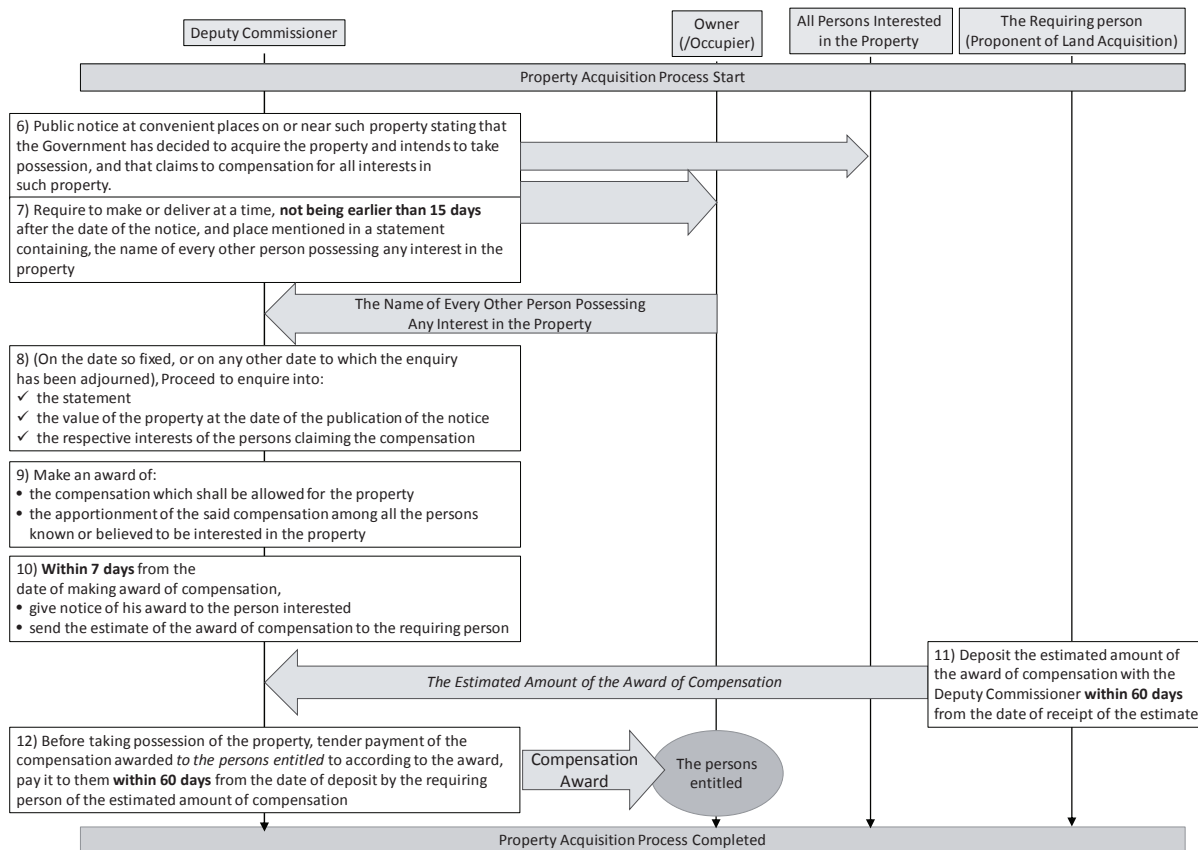 Deputy Commissioner
Owner
(/Occupier)
All Persons Interested
in the Property
The Requiring person
(Proponent of Land Acquisition)
Property Acquisition Process Start
6) Public notice at convenient places on or near such property stating that
the Government has decided to acquire the property and intends to take
possession, and that claims to compensation for all interests in
such property.
7) Require to make or deliver at a time, not being earlier than 15 days
after the date of the notice, and place mentioned in a statement
containing, the name of every other person possessing any interest in the
property
The Name of Every Other Person Possessing
Any Interest in the Property
8) (On the date so fixed, or on any other date to which the enquiry
has been adjourned), Proceed to enquire into:
✓ the statement
✓ the value of the property at the date of the publication of the notice
✓ the respective interests of the persons claiming the compensation
9) Make an award of:
• the compensation which shall be allowed for the property
• the apportionment of the said compensation among all the persons
known or believed to be interested in the property
10) Within 7 days from the
date of making award of compensation,
• give notice of his award to the person interested
• send the estimate of the award of compensation to the requiring person
11) Deposit the estimated amount of
the award of compensation with the
Deputy Commissioner within 60 days
from the date of receipt of the estimate
The Estimated Amount of the Award of Compensation
12) Before taking possession of the property, tender payment of the
compensation awarded to the persons entitled to according to the award,
pay it to them within 60 days from the date of deposit by the requiring
person of the estimated amount of compensation
Compensation
Award
The persons
entitled
Property Acquisition Process Completed